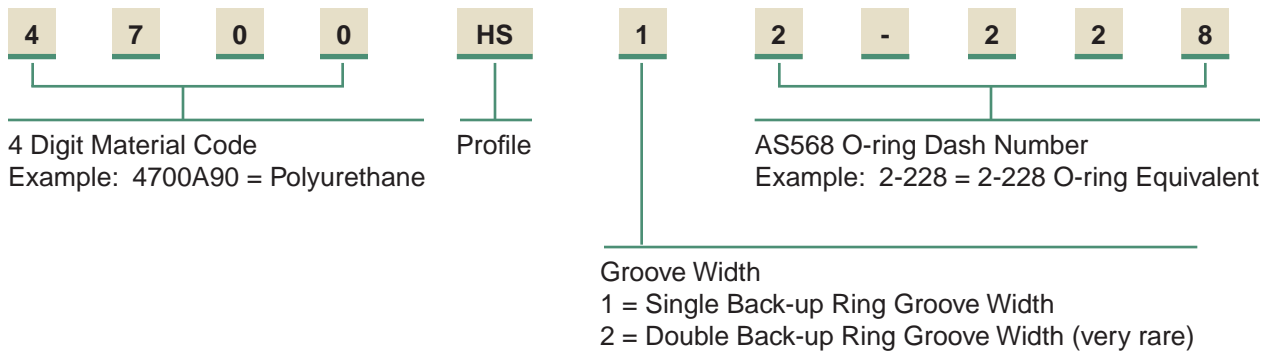 4 7 0 0 HS 1 2 - 2 2 8
4 Digit Material Code
Example: 4700A90 = Polyurethane
Profile
AS568 O-ring Dash Number
Example: 2-228 = 2-228 O-ring Equivalent
Groove Width
1 = Single Back-up Ring Groove Width
2 = Double Back-up Ring Groove Width (very rare)